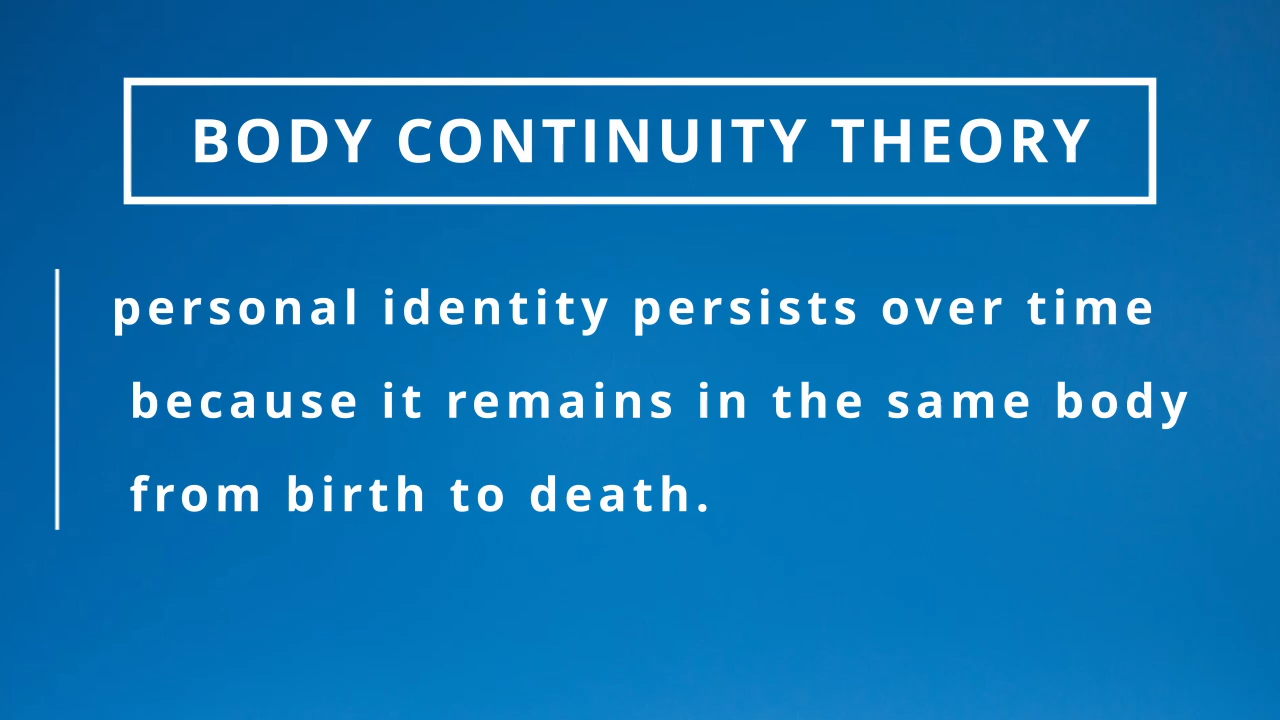 BODY CONTINUITY THEORY
personal identity persists over time
because it remains in the same body
from birth to death.